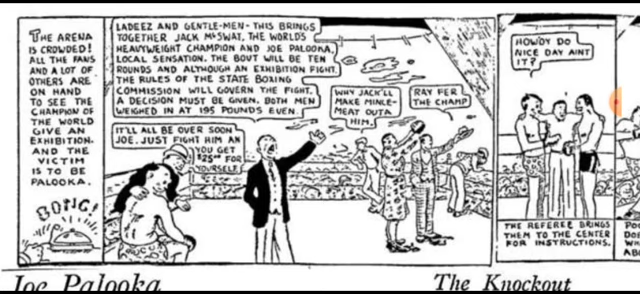 THE ARENA
IS CROWDED!
ALL THE FANS
AND A LOT OF
OTHERS ARE
ON HAND
TO SEE THE
CHAMPION OF
THE WORLD
GIVE AN
EXHIBITION.
AND THE
VICTIM
IS TO BE
PALOOKA.
BONG!
LADEEZ AND GENTLE-MEN - THIS BRINGS
TOGETHER JACK McSWAT, THE WORLDS
HEAVYWEIGHT CHAMPION AND JOE PALOOKA,
LOCAL SENSATION. THE BOUT WILL BE TEN
ROUNDS AND ALTHOUGH AN EXHIBITION FIGHT.
THE RULES OF THE STATE BOXING
COMMISSION WILL GOVERN THE FIGHT.
A DECISION MUST BE GIVEN. BOTH MEN
WEIGHED IN AT 195 POUNDS EVEN.
IT'LL ALL BE OVER SOON
JOE. JUST FIGHT HIM AN
YOU GET
$25.00 FOR
YOURSELF
WHY JACK'LL
MAKE MINLE-
MEAT OUTA
HIM.
RAY FER
THE CHAMP
HOWDY DO
NICE DAY AINT
IT?
THE REFEREE BRINGS
THEM TO THE CENTER
FOR INSTRUCTIONS.
Joe Palooka
The Knockout